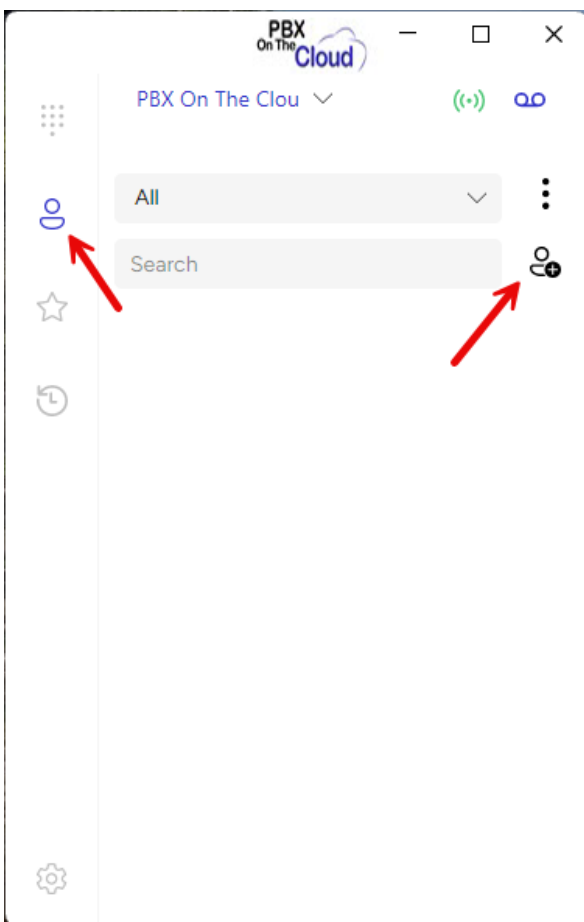 PBX
On The
Cloud
PBX On The Clou
All
Search